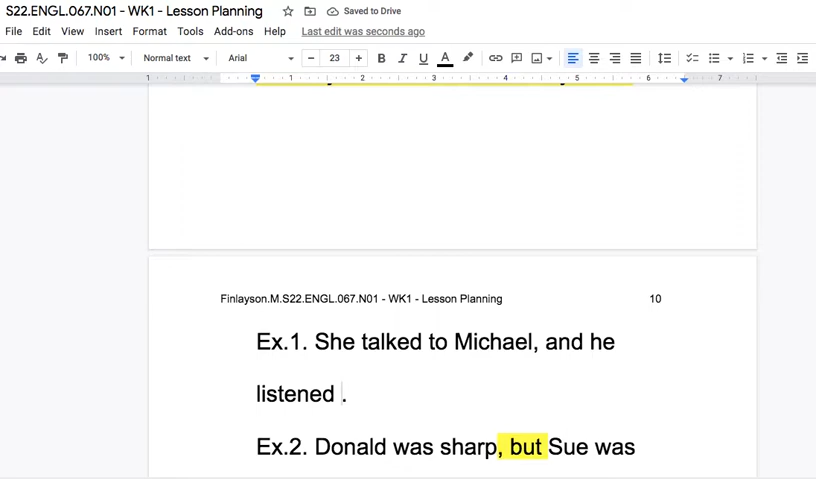 S22.ENGL.067.N01 - WK1 - Lesson Planning
Saved to Drive
File Edit View Insert Format Tools Add-ons Help Last edit was seconds ago
100% Normal text Arial 23 B I U A
1 1 2 3 4 5 6 7
Finlayson.M.S22.ENGL.067.N01 - WK1 - Lesson Planning 10
Ex.1. She talked to Michael, and he
listened .
Ex.2. Donald was sharp, but Sue was